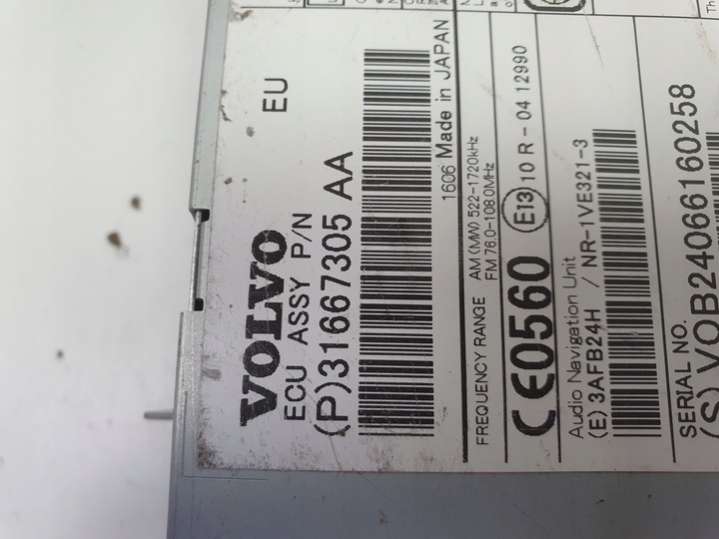 VOLVO
ECU ASSY P/N EU
(P)31667305 AA
1606 Made in JAPAN
FREQUENCY RANGE AM(MW) 522-1720kHz
FM 76.0-108.0MHz
CE0560 E13 10 R-04 12990
Audio Navigation Unit
(E) 3AFB24H / NR-1VE321-3
SERIAL NO.
(S) VOB24066160258